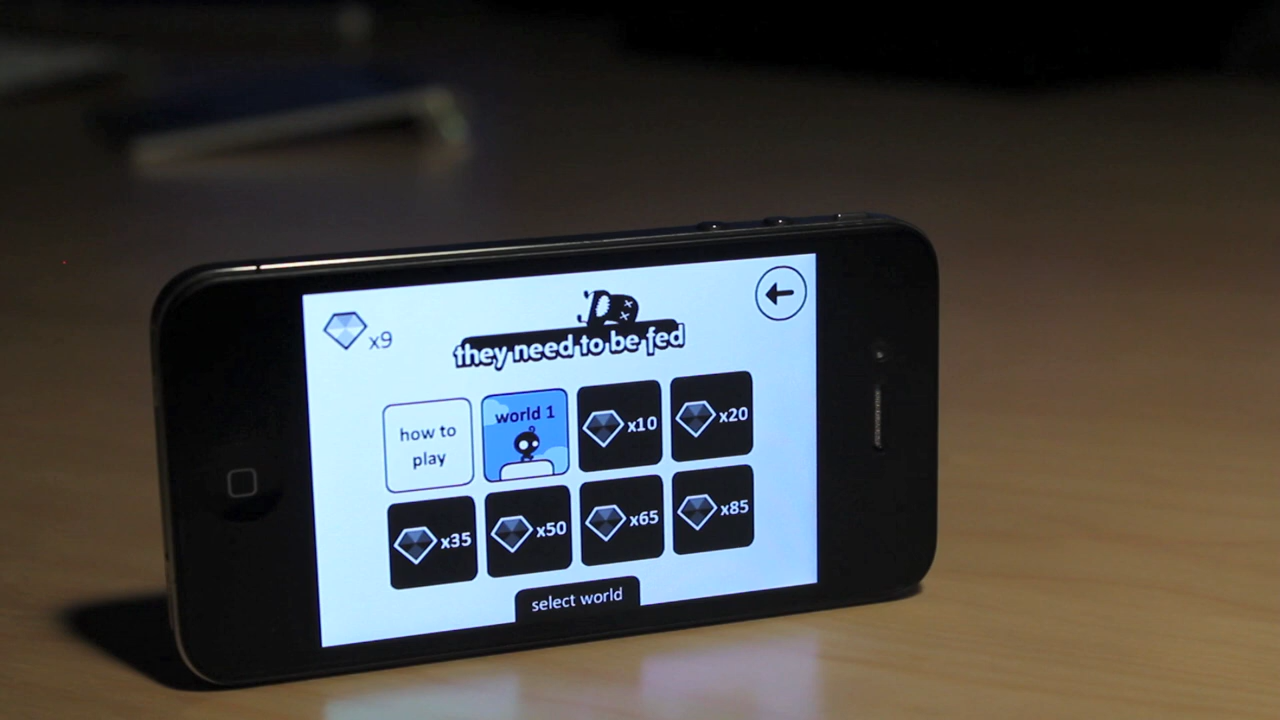 x9
they need to be fed
how to
play
world 1
x10
x20
x35
x50
x65
x85
select world